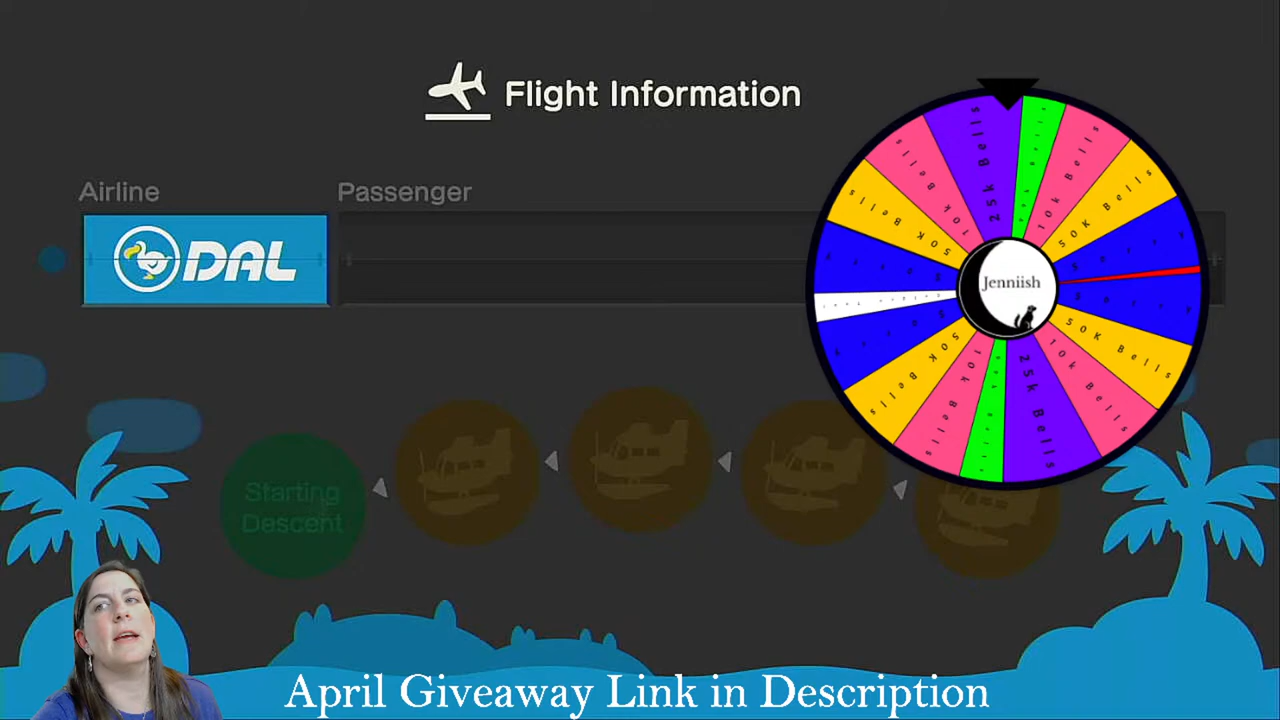 Flight Information
Airline
Passenger
DAL
Starting
Descent
25k Bells
10k Bells
50K Bells
50K Bells
10k Bells
25k Bells
10k Bells
50K Bells
50K Bells
10k Bells
Jenniish
April Giveaway Link in Description